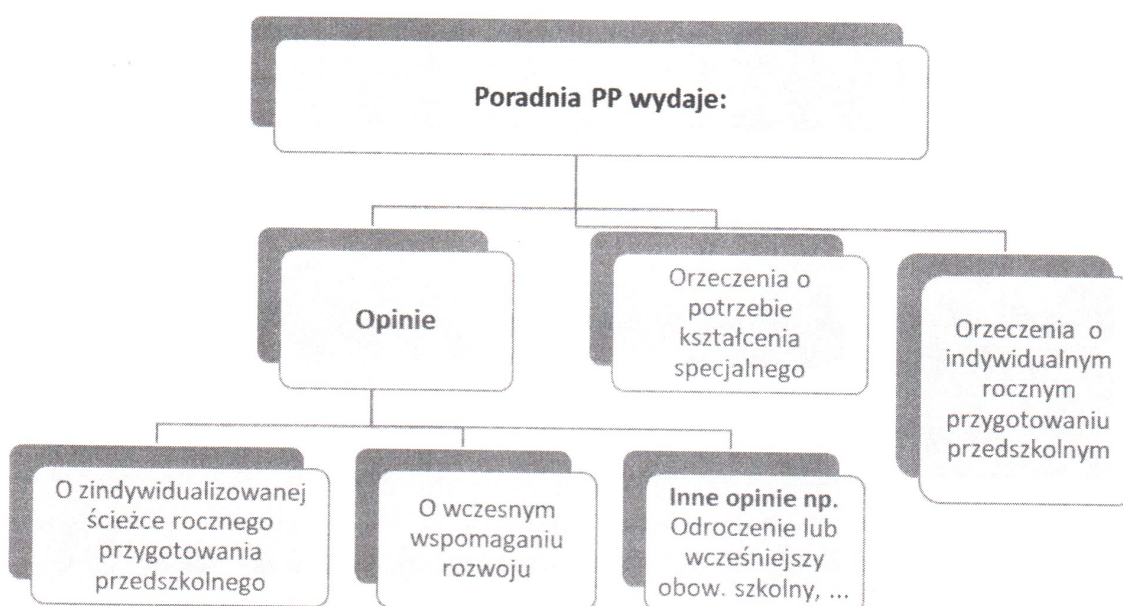 Poradnia PP wydaje:
Opinie
Orzeczenia o
potrzebie
kształcenia
specjalnego
Orzeczenia o
indywidualnym
rocznym
przygotowaniu
przedszkolnym
O zindywidualizowanej
ścieżce rocznego
przygotowania
przedszkolnego
O wczesnym
wspomaganiu
rozwoju
Inne opinie np.
Odroczenie lub
wcześniejszy
obow. szkolny, ...